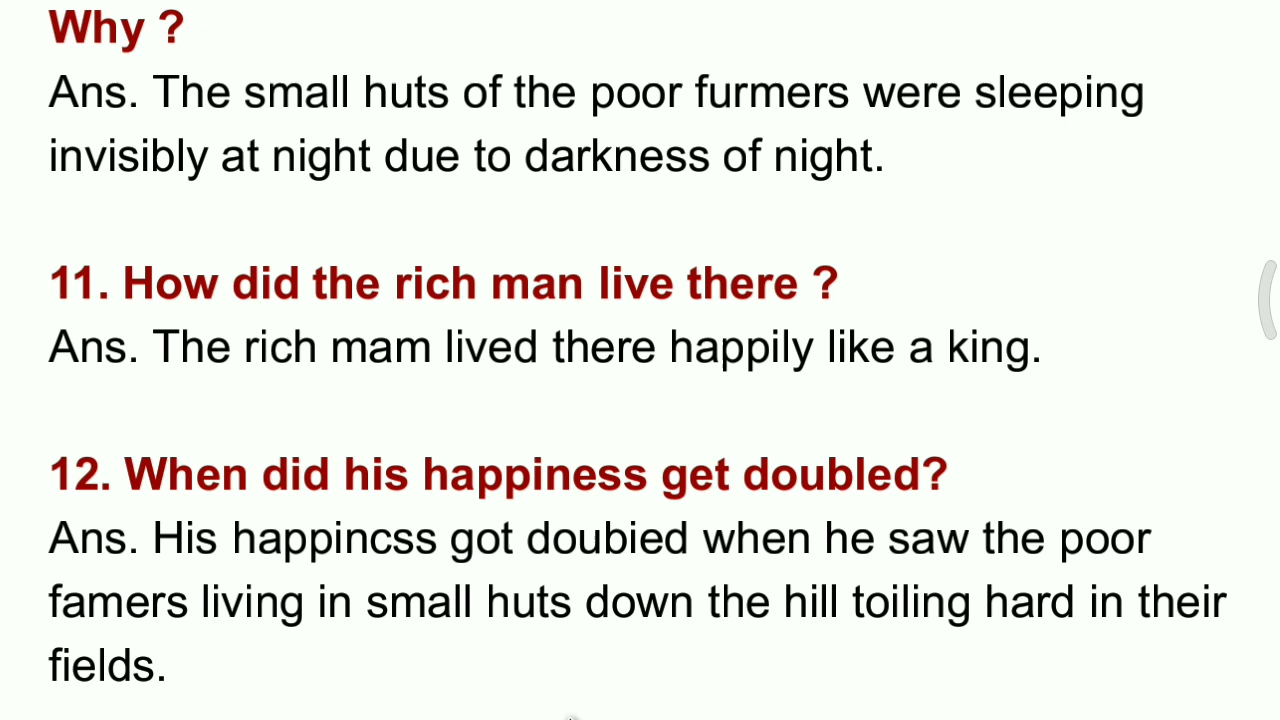 Why ?
Ans. The small huts of the poor furmers were sleeping
invisibly at night due to darkness of night.
11. How did the rich man live there ?
Ans. The rich mam lived there happily like a king.
12. When did his happiness get doubled?
Ans. His happincss got doubied when he saw the poor
famers living in small huts down the hill toiling hard in their
fields.